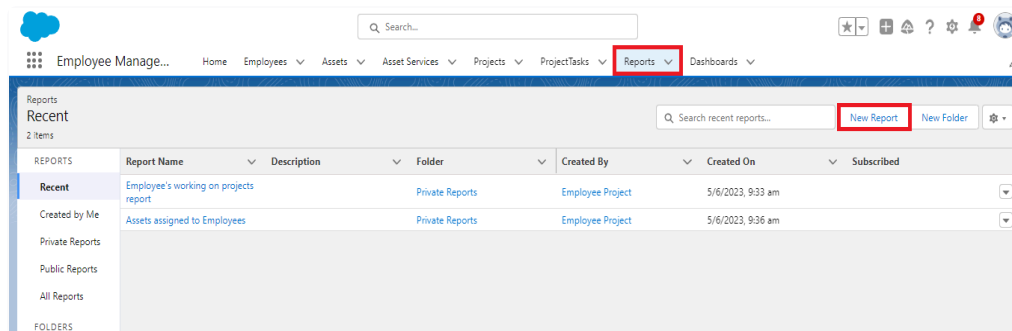 Search...
8
Employee Manage... Home Employees Assets Asset Services Projects ProjectTasks Reports Dashboards
Reports
Recent
2 items
Search recent reports... New Report New Folder
REPORTS Report Name Description Folder Created By Created On Subscribed
Recent
Created by Me
Private Reports
Public Reports
All Reports
FOLDERS
Employee's working on projects
report
Private Reports Employee Project 5/6/2023, 9:33 am
Assets assigned to Employees Private Reports Employee Project 5/6/2023, 9:36 am